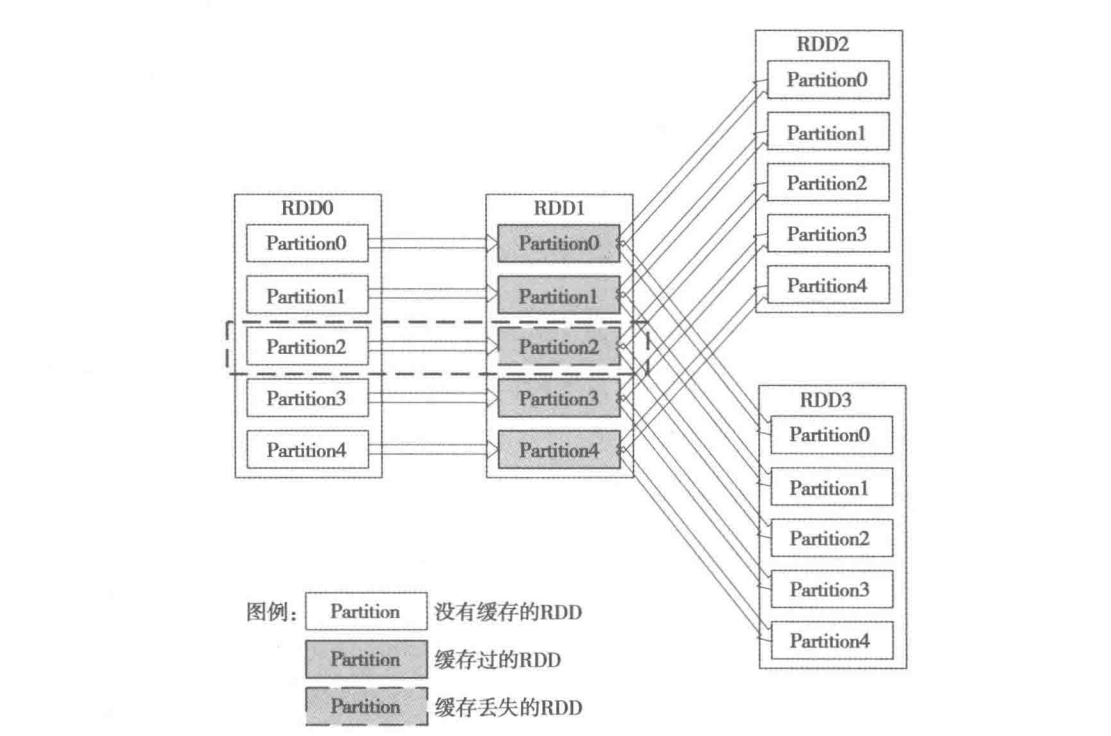 RDD0
Partition0
Partition1
Partition2
Partition3
Partition4
RDD1
Partition0
Partition1
Partition2
Partition3
Partition4
RDD2
Partition0
Partition1
Partition2
Partition3
Partition4
RDD3
Partition0
Partition1
Partition2
Partition3
Partition4
图例： Partition 没有缓存的RDD
Partition 缓存过的RDD
Partition 缓存丢失的RDD